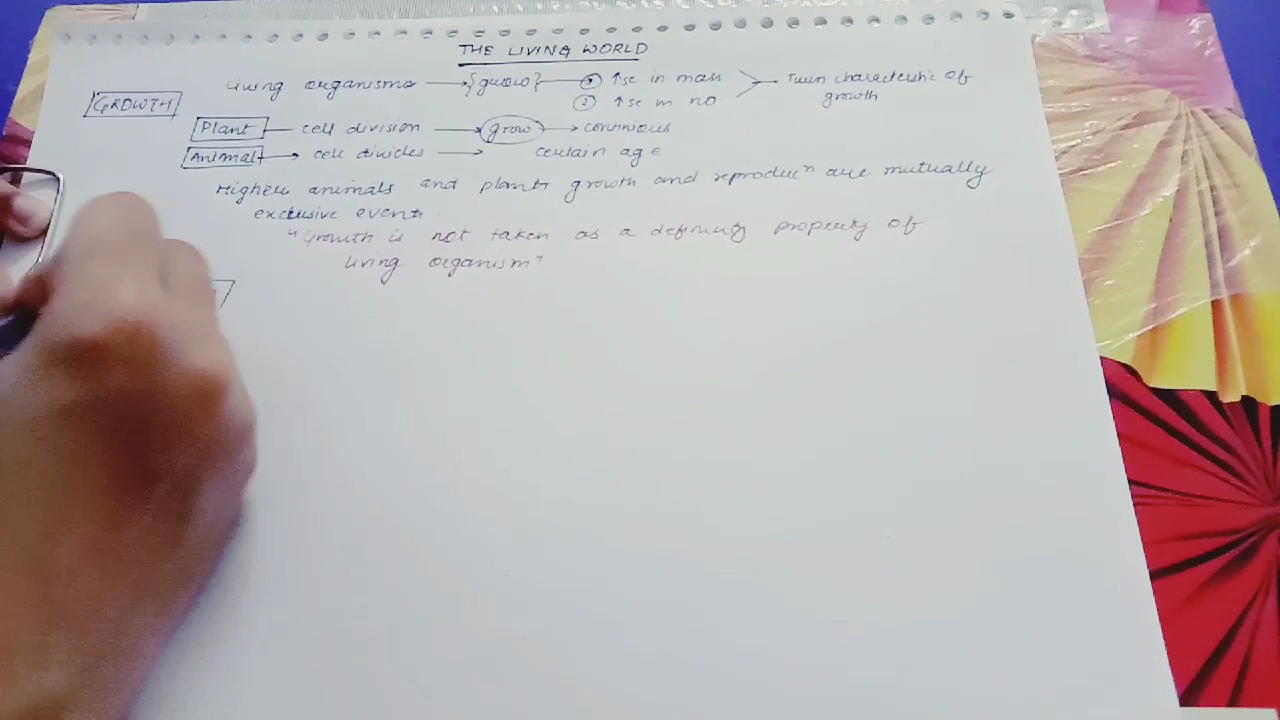 THE LIVING WORLD
Living organisms → {grow} → ① ↑se in mass > Twin characteristic of
GROWTH ② ↑se in no growth
Plant — cell division → grow → continuous
Animal → cell divides → certain age
Higher animals and plants growth and reproducⁿ are mutually
exclusive events
"Growth is not taken as a defining property of
living organism"